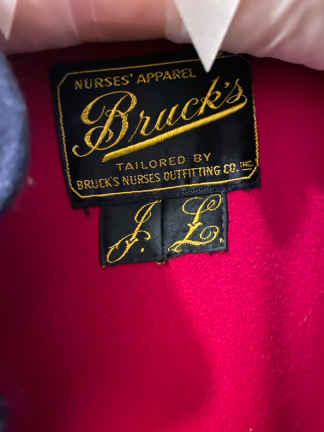 NURSES' APPAREL
Bruck's
TAILORED BY
BRUCK'S NURSES OUTFITTING CO. INC.
J. L.